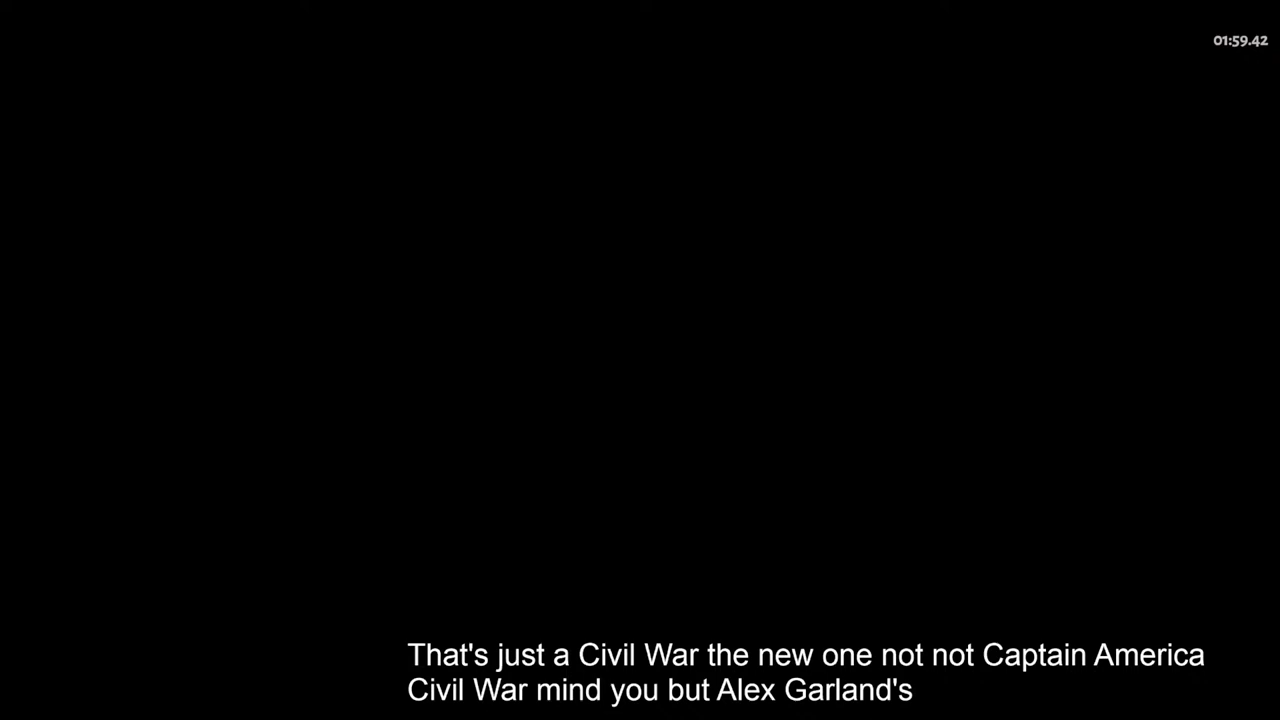 01:59.42
That's just a Civil War the new one not not Captain America
Civil War mind you but Alex Garland's